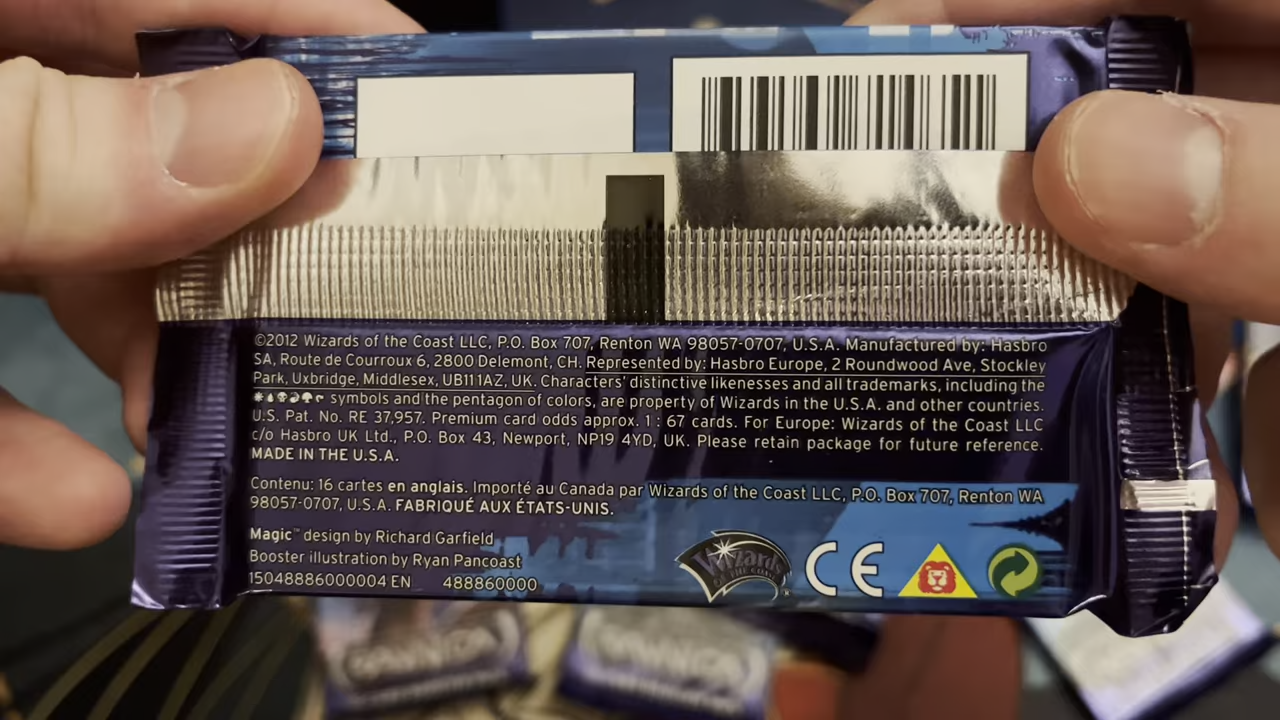 ©2012 Wizards of the Coast LLC, P.O. Box 707, Renton WA 98057-0707, U.S.A. Manufactured by: Hasbro
SA, Route de Courroux 6, 2800 Delemont, CH. Represented by: Hasbro Europe, 2 Roundwood Ave, Stockley
Park, Uxbridge, Middlesex, UB11 1AZ, UK. Characters' distinctive likenesses and all trademarks, including the
symbols and the pentagon of colors, are property of Wizards in the U.S.A. and other countries.
U.S. Pat. No. RE 37,957. Premium card odds approx. 1 : 67 cards. For Europe: Wizards of the Coast LLC
c/o Hasbro UK Ltd., P.O. Box 43, Newport, NP19 4YD, UK. Please retain package for future reference.
MADE IN THE U.S.A.
Contenu: 16 cartes en anglais. Importé au Canada par Wizards of the Coast LLC, P.O. Box 707, Renton WA
98057-0707, U.S.A. FABRIQUÉ AUX ÉTATS-UNIS.
Magic™ design by Richard Garfield
Booster illustration by Ryan Pancoast
15048886000004 EN 488860000
Wizards
OF THE COAST
CE